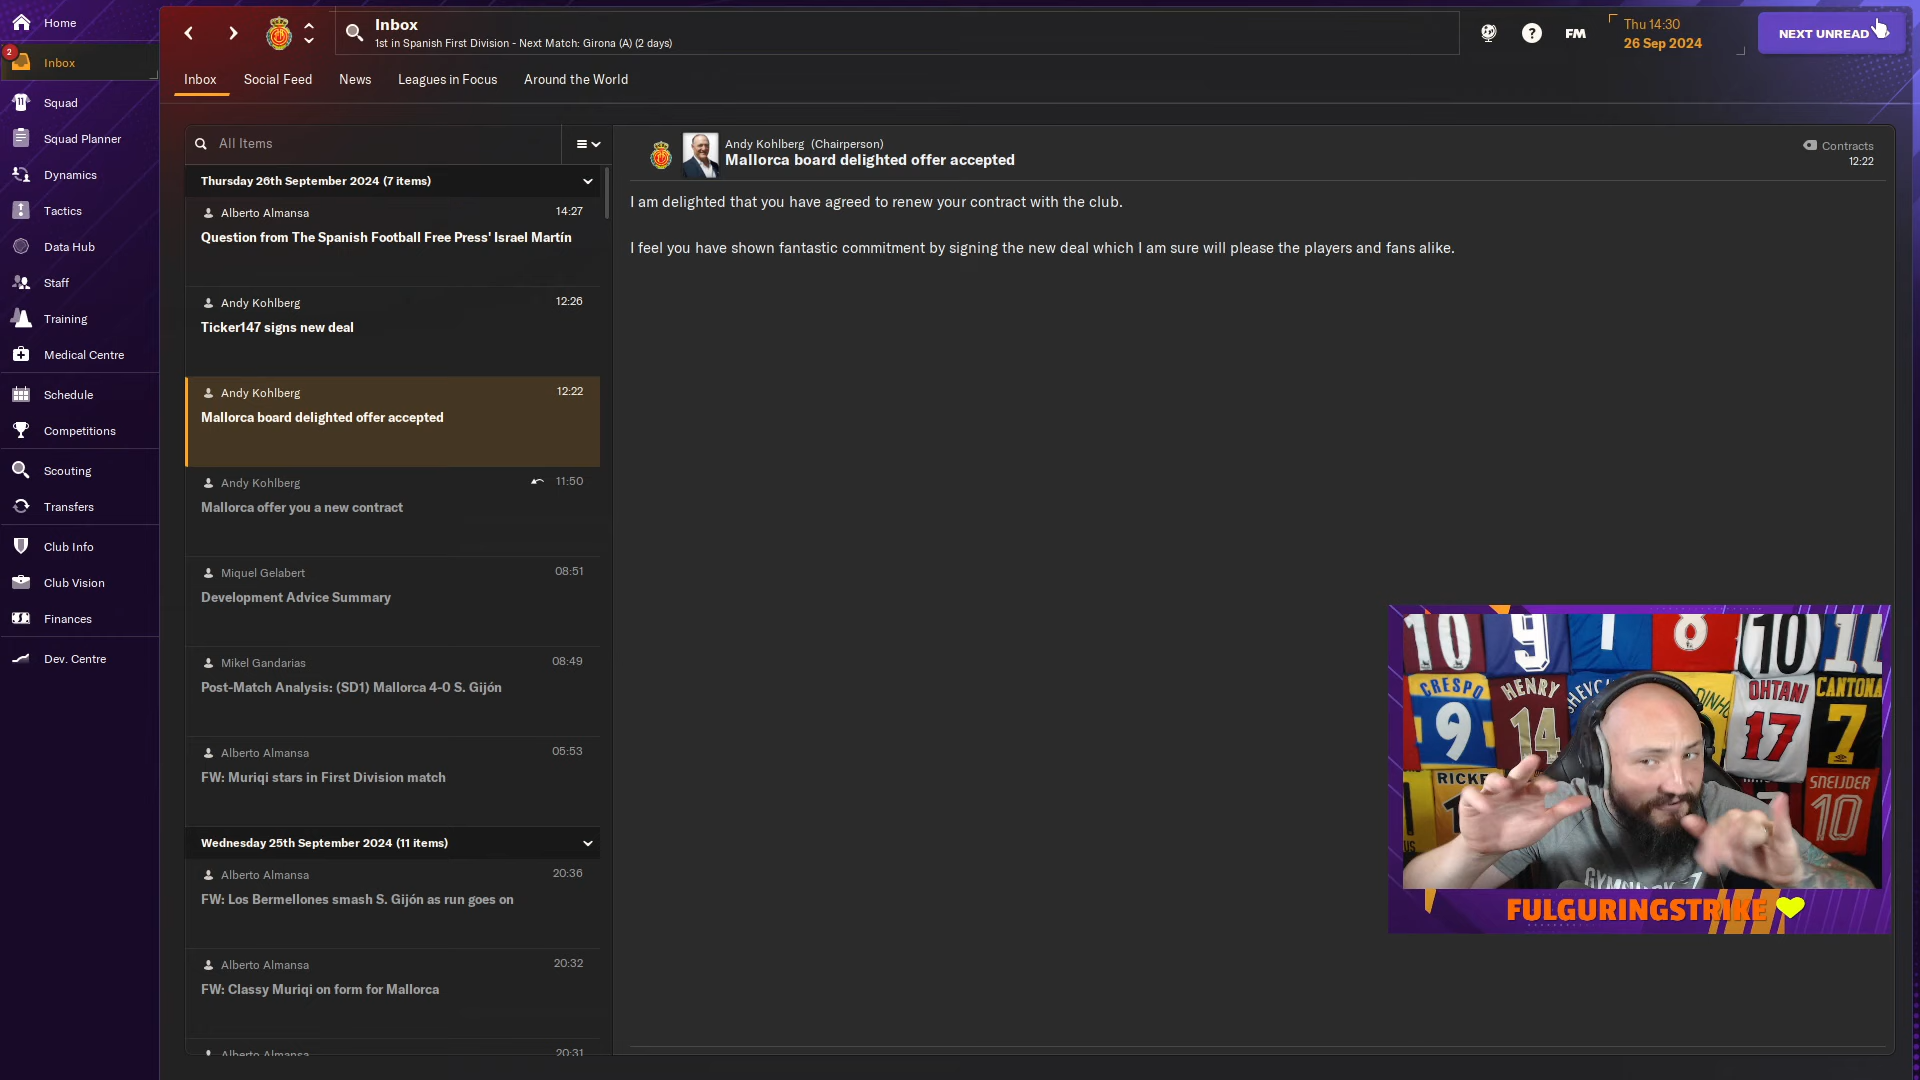 Home
2
Inbox
Squad
Squad Planner
Dynamics
Tactics
Data Hub
Staff
Training
Medical Centre
Schedule
Competitions
Scouting
Transfers
Club Info
Club Vision
Finances
Dev. Centre
Inbox
1st in Spanish First Division - Next Match: Girona (A) (2 days)
FM
Thu 14:30
26 Sep 2024
NEXT UNREAD
Inbox
Social Feed
News
Leagues in Focus
Around the World
All Items
Thursday 26th September 2024 (7 items)
Alberto Almansa
14:27
Question from The Spanish Football Free Press' Israel Martín
Andy Kohlberg
12:26
Ticker147 signs new deal
Andy Kohlberg
12:22
Mallorca board delighted offer accepted
Andy Kohlberg
11:50
Mallorca offer you a new contract
Miquel Gelabert
08:51
Development Advice Summary
Mikel Gandarias
08:49
Post-Match Analysis: (SD1) Mallorca 4-0 S. Gijón
Alberto Almansa
05:53
FW: Muriqi stars in First Division match
Wednesday 25th September 2024 (11 items)
Alberto Almansa
20:36
FW: Los Bermellones smash S. Gijón as run goes on
Alberto Almansa
20:32
FW: Classy Muriqi on form for Mallorca
Alberto Almansa
20:31
Andy Kohlberg (Chairperson)
Mallorca board delighted offer accepted
Contracts
12:22
I am delighted that you have agreed to renew your contract with the club.
I feel you have shown fantastic commitment by signing the new deal which I am sure will please the players and fans alike.
10
9
8
10
CRESPO
9
HENRY
14
OHTANI
17
CANTONA
7
SNEIJDER
10
FULGURINGSTRIKE